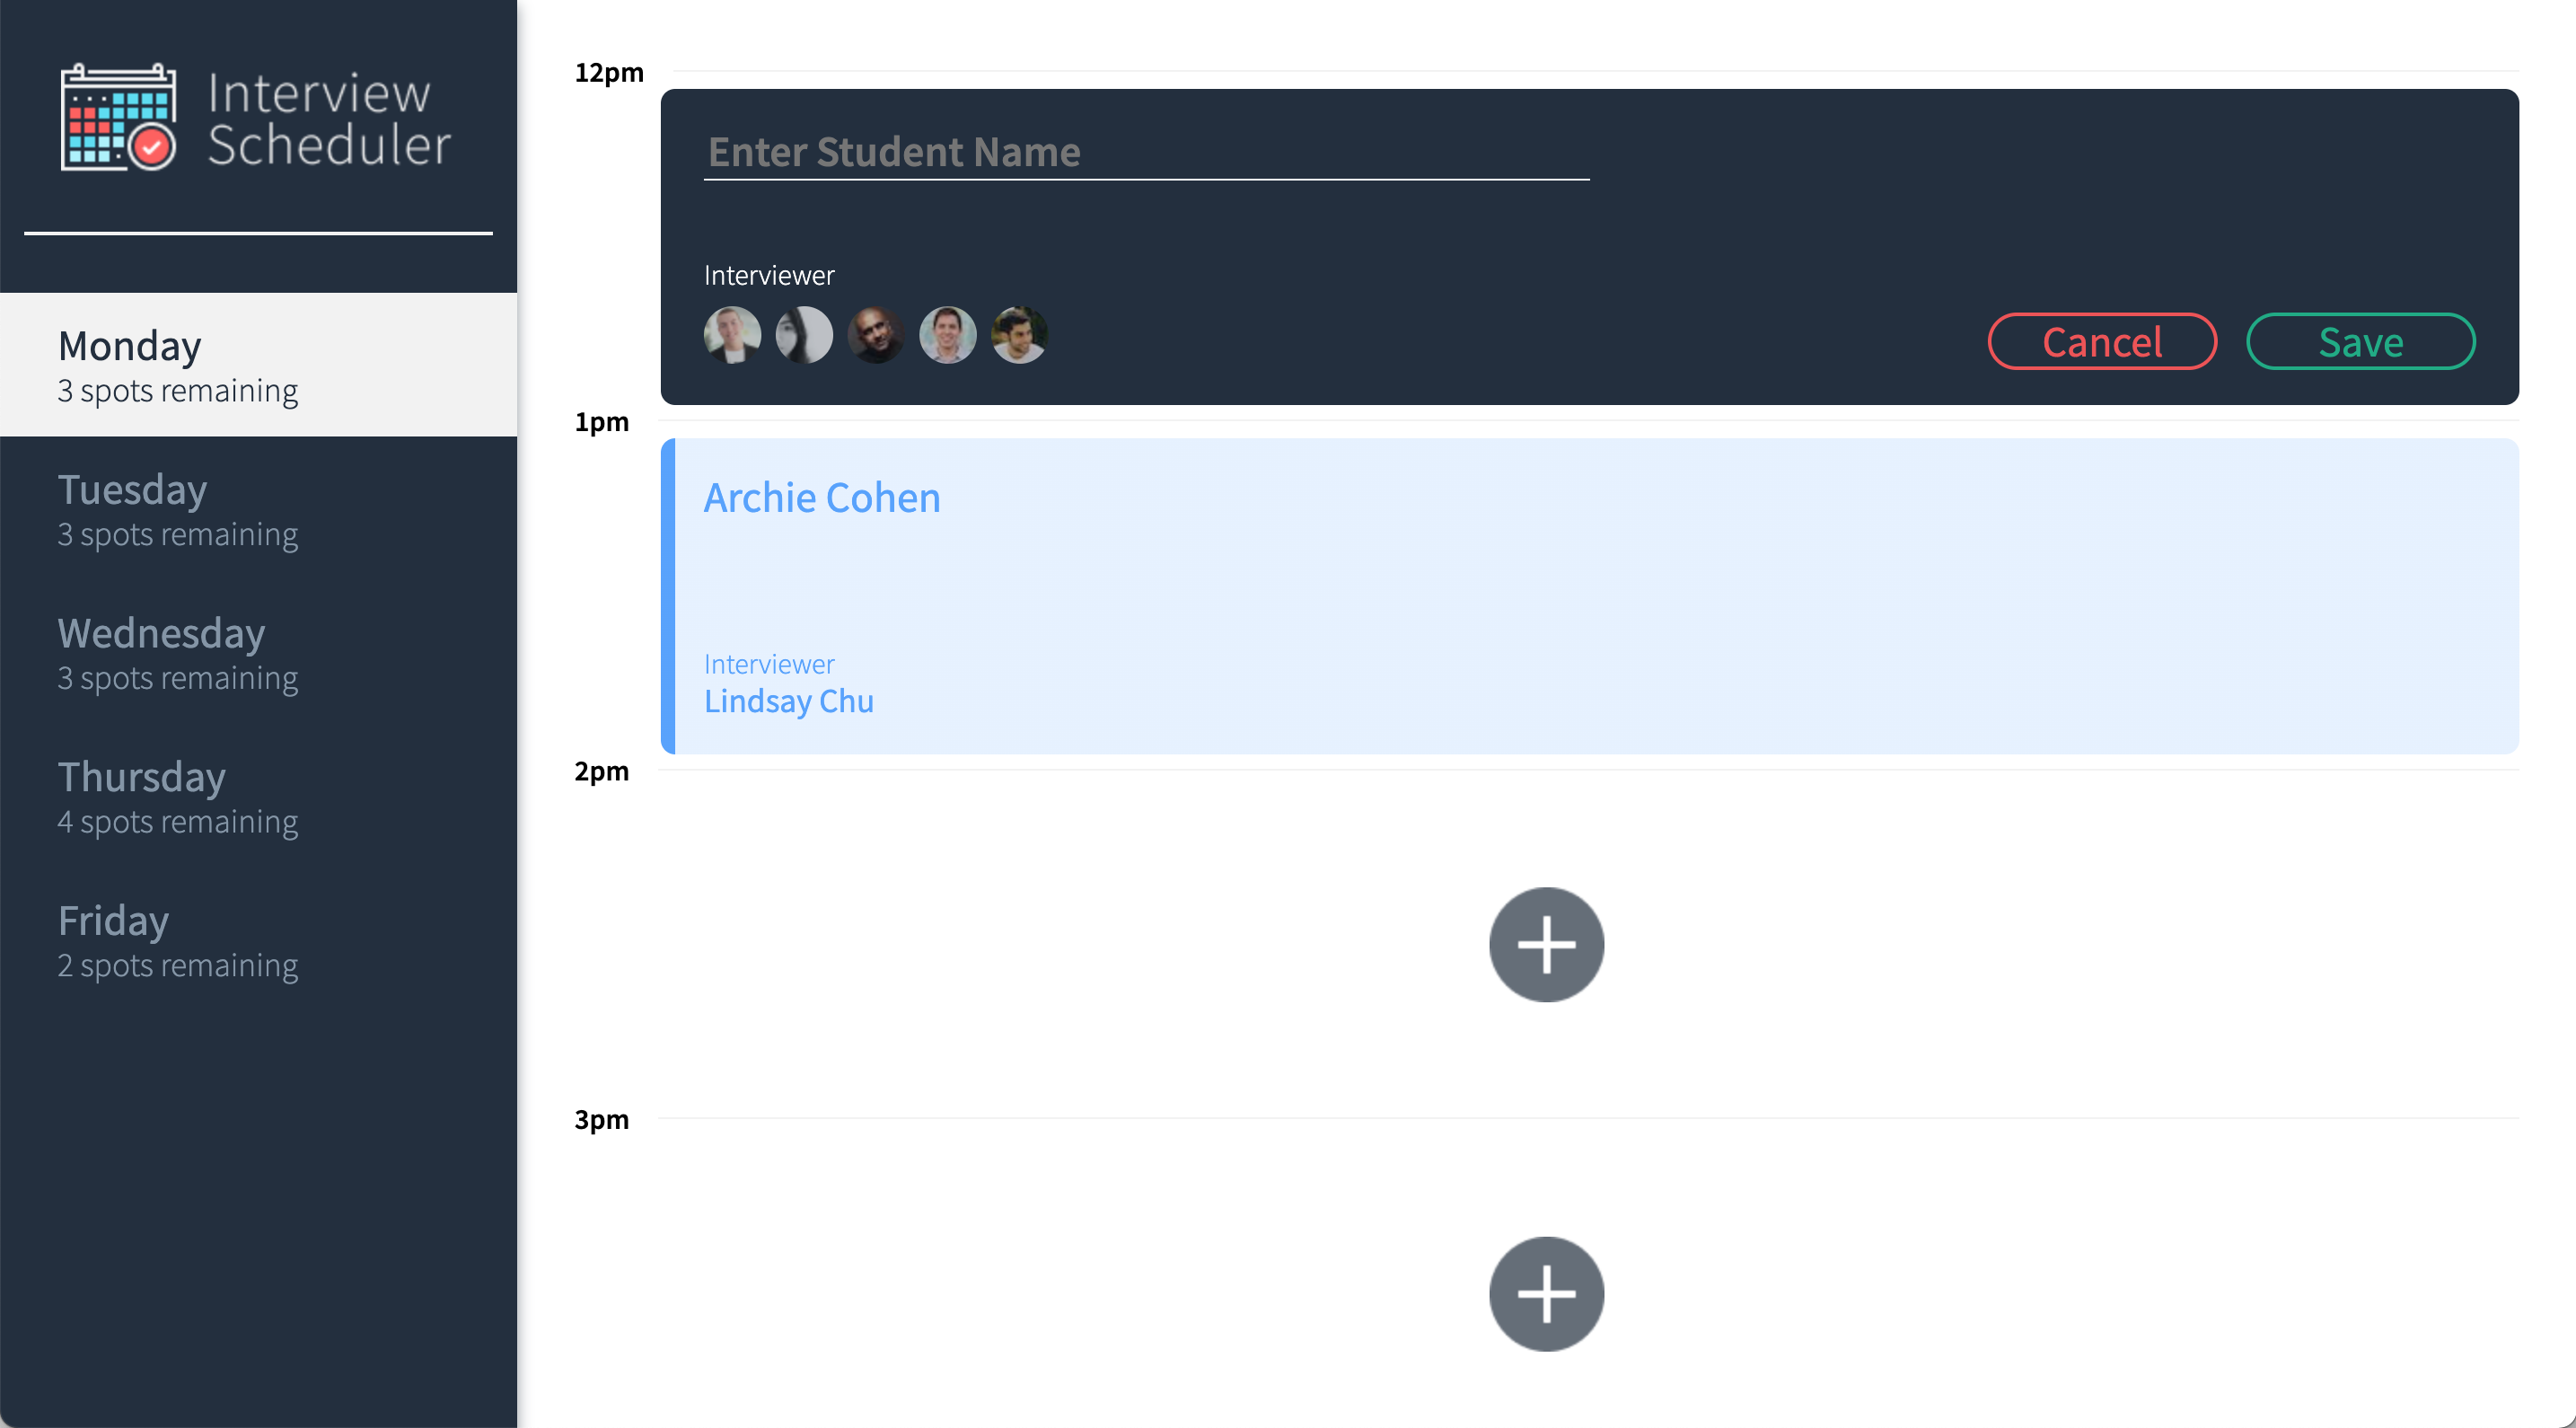 Interview
Scheduler
Monday
3 spots remaining
Tuesday
3 spots remaining
Wednesday
3 spots remaining
Thursday
4 spots remaining
Friday
2 spots remaining
12pm
Enter Student Name
Interviewer
Cancel
Save
1pm
Archie Cohen
Interviewer
Lindsay Chu
2pm
3pm